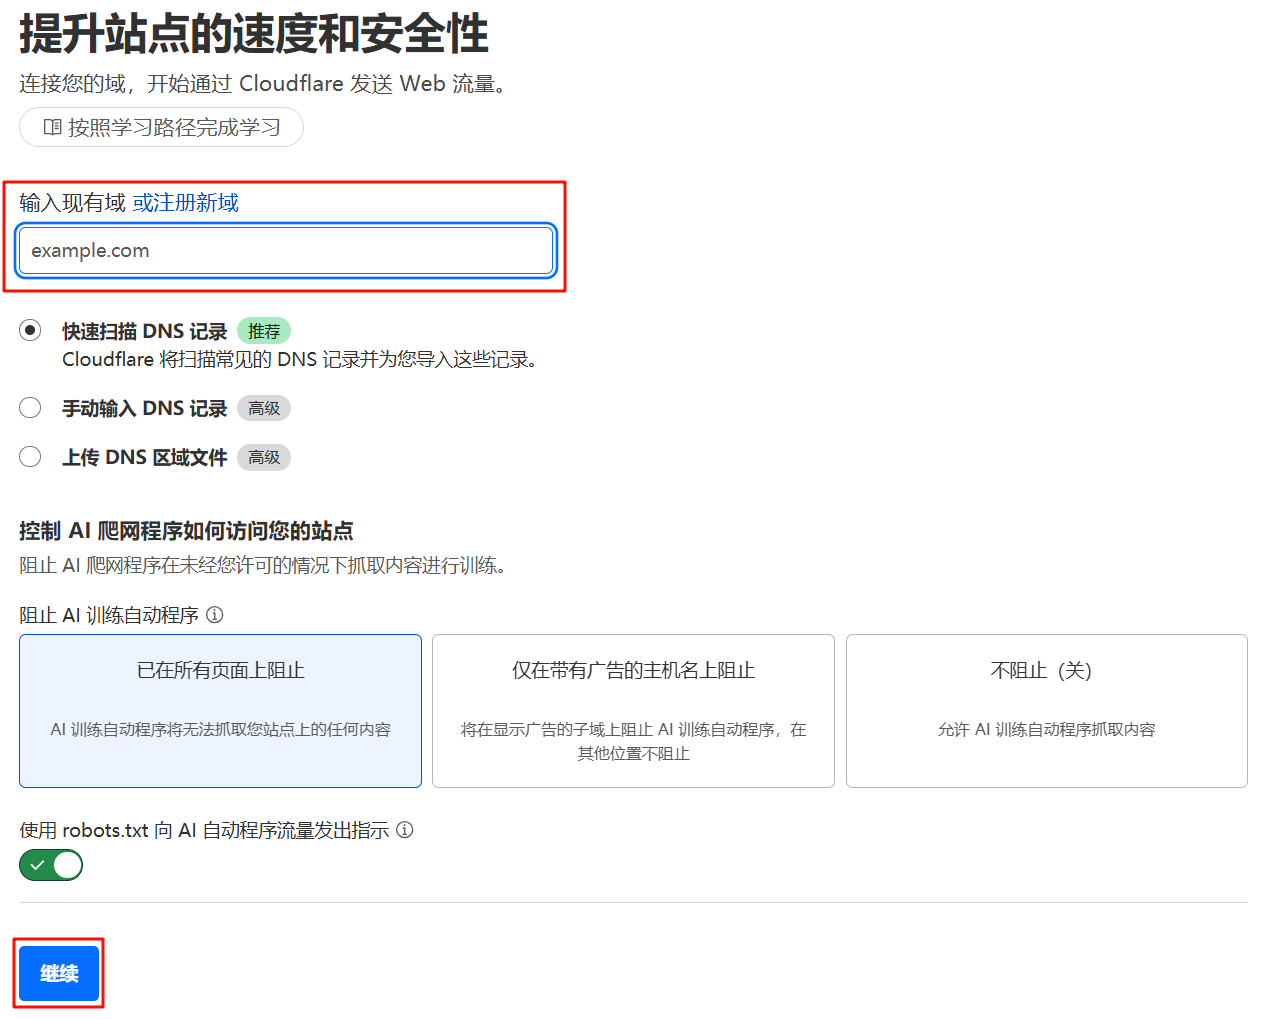 提升站点的速度和安全性
连接您的域，开始通过 Cloudflare 发送 Web 流量。
按照学习路径完成学习
输入现有域 或注册新域
example.com
快速扫描 DNS 记录 推荐
Cloudflare 将扫描常见的 DNS 记录并为您导入这些记录。
手动输入 DNS 记录 高级
上传 DNS 区域文件 高级
控制 AI 爬网程序如何访问您的站点
阻止 AI 爬网程序在未经您许可的情况下抓取内容进行训练。
阻止 AI 训练自动程序
已在所有页面上阻止
AI 训练自动程序将无法抓取您站点上的任何内容
仅在带有广告的主机名上阻止
将在显示广告的子域上阻止 AI 训练自动程序，在
其他位置不阻止
不阻止（关）
允许 AI 训练自动程序抓取内容
使用 robots.txt 向 AI 自动程序流量发出指示
继续